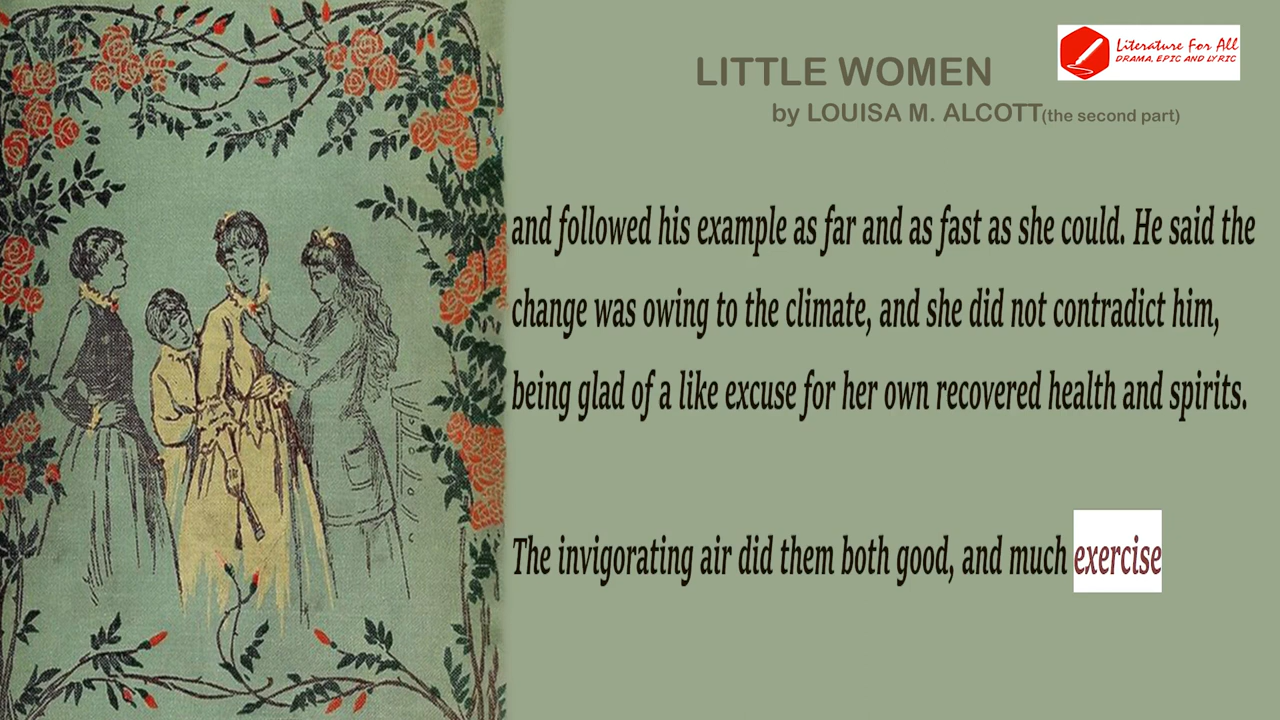 LITTLE WOMEN
by LOUISA M. ALCOTT(the second part)
Literature For All
DRAMA, EPIC AND LYRIC
and followed his example as far and as fast as she could. He said the
change was owing to the climate, and she did not contradict him,
being glad of a like excuse for her own recovered health and spirits.
The invigorating air did them both good, and much exercise